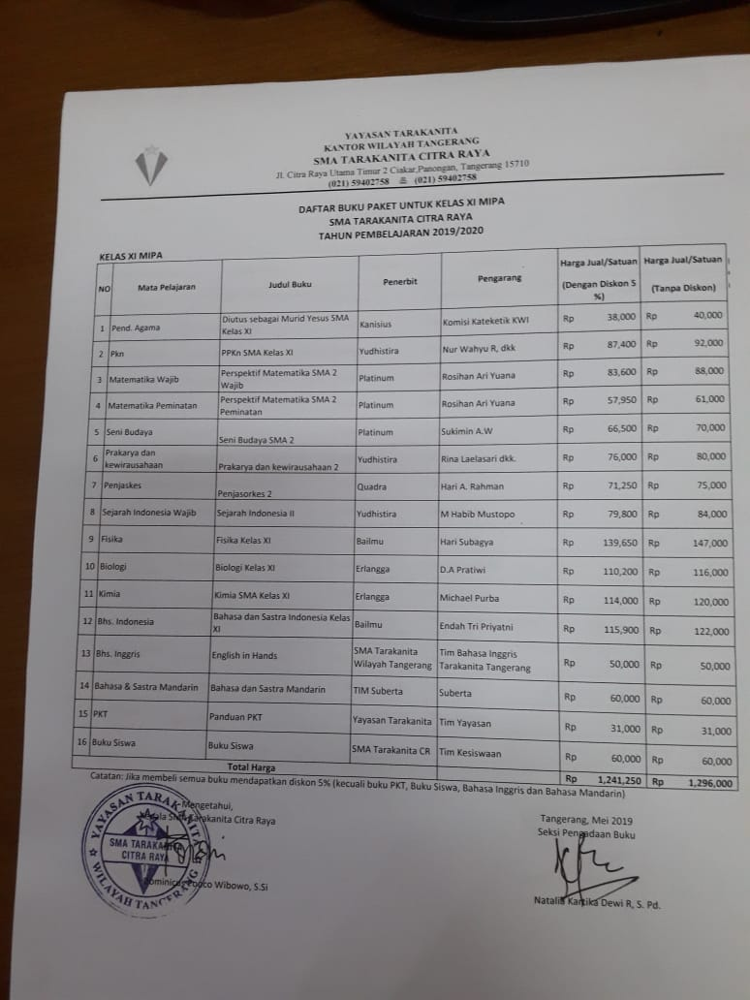 YAYASAN TARAKANITA
KANTOR WILAYAH TANGERANG
SMA TARAKANITA CITRA RAYA
Jl. Citra Raya Utama Timur 2 Ciakar,Panongan, Tangerang 15710
(021) 59402758 (021) 59402758
DAFTAR BUKU PAKET UNTUK KELAS XI MIPA
SMA TARAKANITA CITRA RAYA
TAHUN PEMBELAJARAN 2019/2020
KELAS XI MIPA
NO Mata Pelajaran Judul Buku Penerbit Pengarang Harga Jual/Satuan (Dengan Diskon 5 %) Harga Jual/Satuan (Tanpa Diskon)
1 Pend. Agama Diutus sebagai Murid Yesus SMA Kelas XI Kanisius Komisi Kateketik KWI Rp 38,000 Rp 40,000
2 Pkn PPKn SMA Kelas XI Yudhistira Nur Wahyu R, dkk Rp 87,400 Rp 92,000
3 Matematika Wajib Perspektif Matematika SMA 2 Wajib Platinum Rosihan Ari Yuana Rp 83,600 Rp 88,000
4 Matematika Peminatan Perspektif Matematika SMA 2 Peminatan Platinum Rosihan Ari Yuana Rp 57,950 Rp 61,000
5 Seni Budaya Seni Budaya SMA 2 Platinum Sukimin A.W Rp 66,500 Rp 70,000
6 Prakarya dan kewirausahaan Prakarya dan kewirausahaan 2 Yudhistira Rina Laelasari dkk. Rp 76,000 Rp 80,000
7 Penjaskes Penjasorkes 2 Quadra Hari A. Rahman Rp 71,250 Rp 75,000
8 Sejarah Indonesia Wajib Sejarah Indonesia II Yudhistira M Habib Mustopo Rp 79,800 Rp 84,000
9 Fisika Fisika Kelas XI Bailmu Hari Subagya Rp 139,650 Rp 147,000
10 Biologi Biologi Kelas XI Erlangga D.A Pratiwi Rp 110,200 Rp 116,000
11 Kimia Kimia SMA Kelas XI Erlangga Michael Purba Rp 114,000 Rp 120,000
12 Bhs. Indonesia Bahasa dan Sastra Indonesia Kelas XI Bailmu Endah Tri Priyatni Rp 115,900 Rp 122,000
13 Bhs. Inggris English in Hands SMA Tarakanita Wilayah Tangerang Tim Bahasa Inggris Tarakanita Tangerang Rp 50,000 Rp 50,000
14 Bahasa & Sastra Mandarin Bahasa dan Sastra Mandarin TIM Suberta Suberta Rp 60,000 Rp 60,000
15 PKT Panduan PKT Yayasan Tarakanita Tim Yayasan Rp 31,000 Rp 31,000
16 Buku Siswa Buku Siswa SMA Tarakanita CR Tim Kesiswaan Rp 60,000 Rp 60,000
Total Harga Rp 1,241,250 Rp 1,296,000
Catatan: Jika membeli semua buku mendapatkan diskon 5% (kecuali buku PKT, Buku Siswa, Bahasa Inggris dan Bahasa Mandarin)
Mengetahui,
SMA Tarakanita Citra Raya
YAYASAN TARAKANITA
SMA TARAKANITA
CITRA RAYA
WILAYAH TANGERANG
Wibowo, S.Si
Tangerang, Mei 2019
Seksi Pengadaan Buku
Natalia Kartika Dewi R, S. Pd.